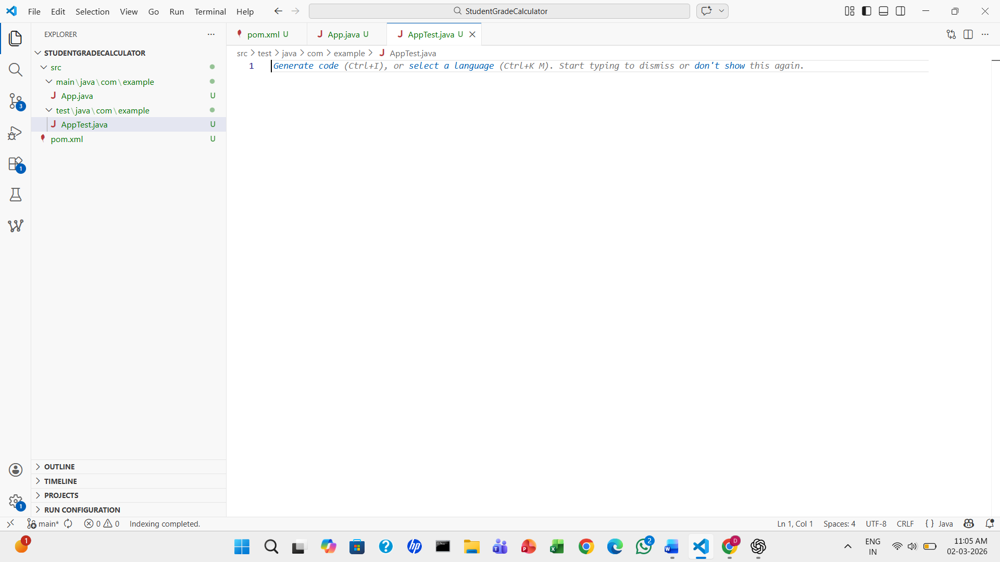 File Edit Selection View Go Run Terminal Help
StudentGradeCalculator
EXPLORER
pom.xml U
App.java U
AppTest.java U
STUDENTGRADECALCULATOR
src > test > java > com > example > AppTest.java
src
1
Generate code (Ctrl+I), or select a language (Ctrl+K M). Start typing to dismiss or don't show this again.
main\java\com\example
App.java U
test\java\com\example
AppTest.java U
pom.xml U
3
1
OUTLINE
TIMELINE
PROJECTS
RUN CONFIGURATION
1
main* 0 0 Indexing completed.
Ln 1, Col 1 Spaces: 4 UTF-8 CRLF { } Java
1
2
D
ENG
IN
11:05 AM
02-03-2026